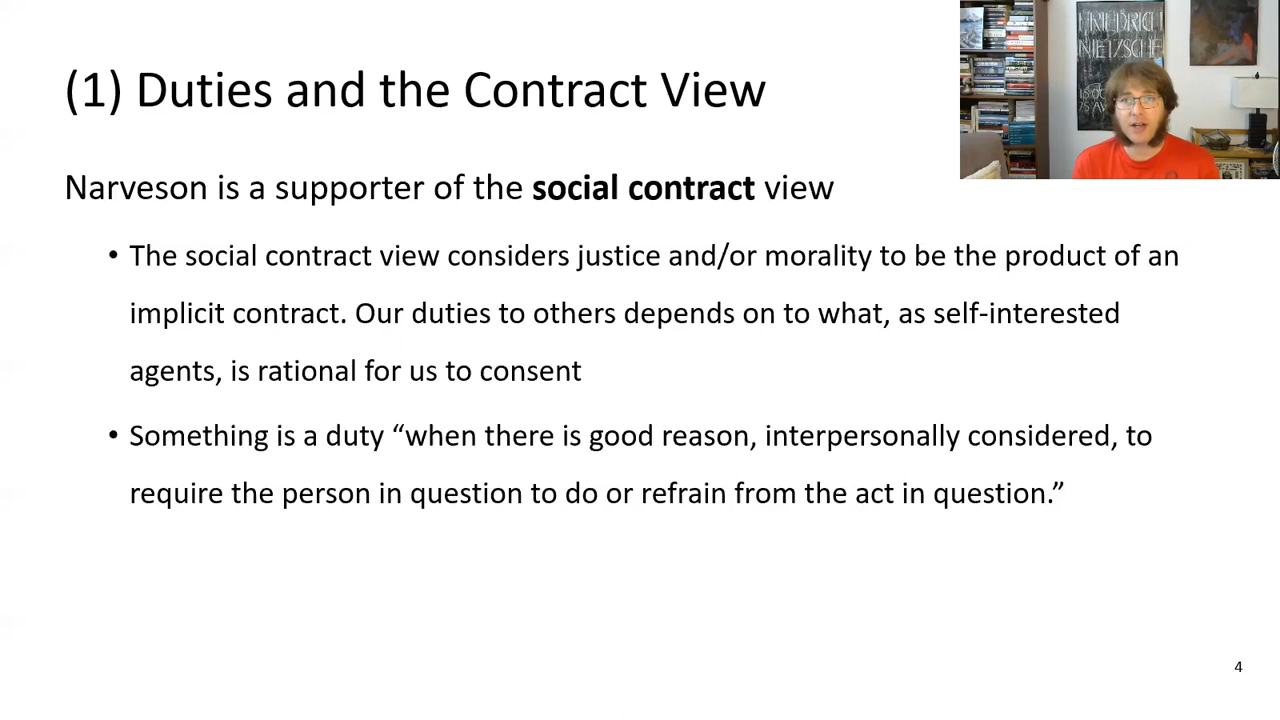 (1) Duties and the Contract View
FRIEDRICH
NIETZSCHE
Narveson is a supporter of the social contract view
• The social contract view considers justice and/or morality to be the product of an
implicit contract. Our duties to others depends on to what, as self-interested
agents, is rational for us to consent
• Something is a duty “when there is good reason, interpersonally considered, to
require the person in question to do or refrain from the act in question.”
4